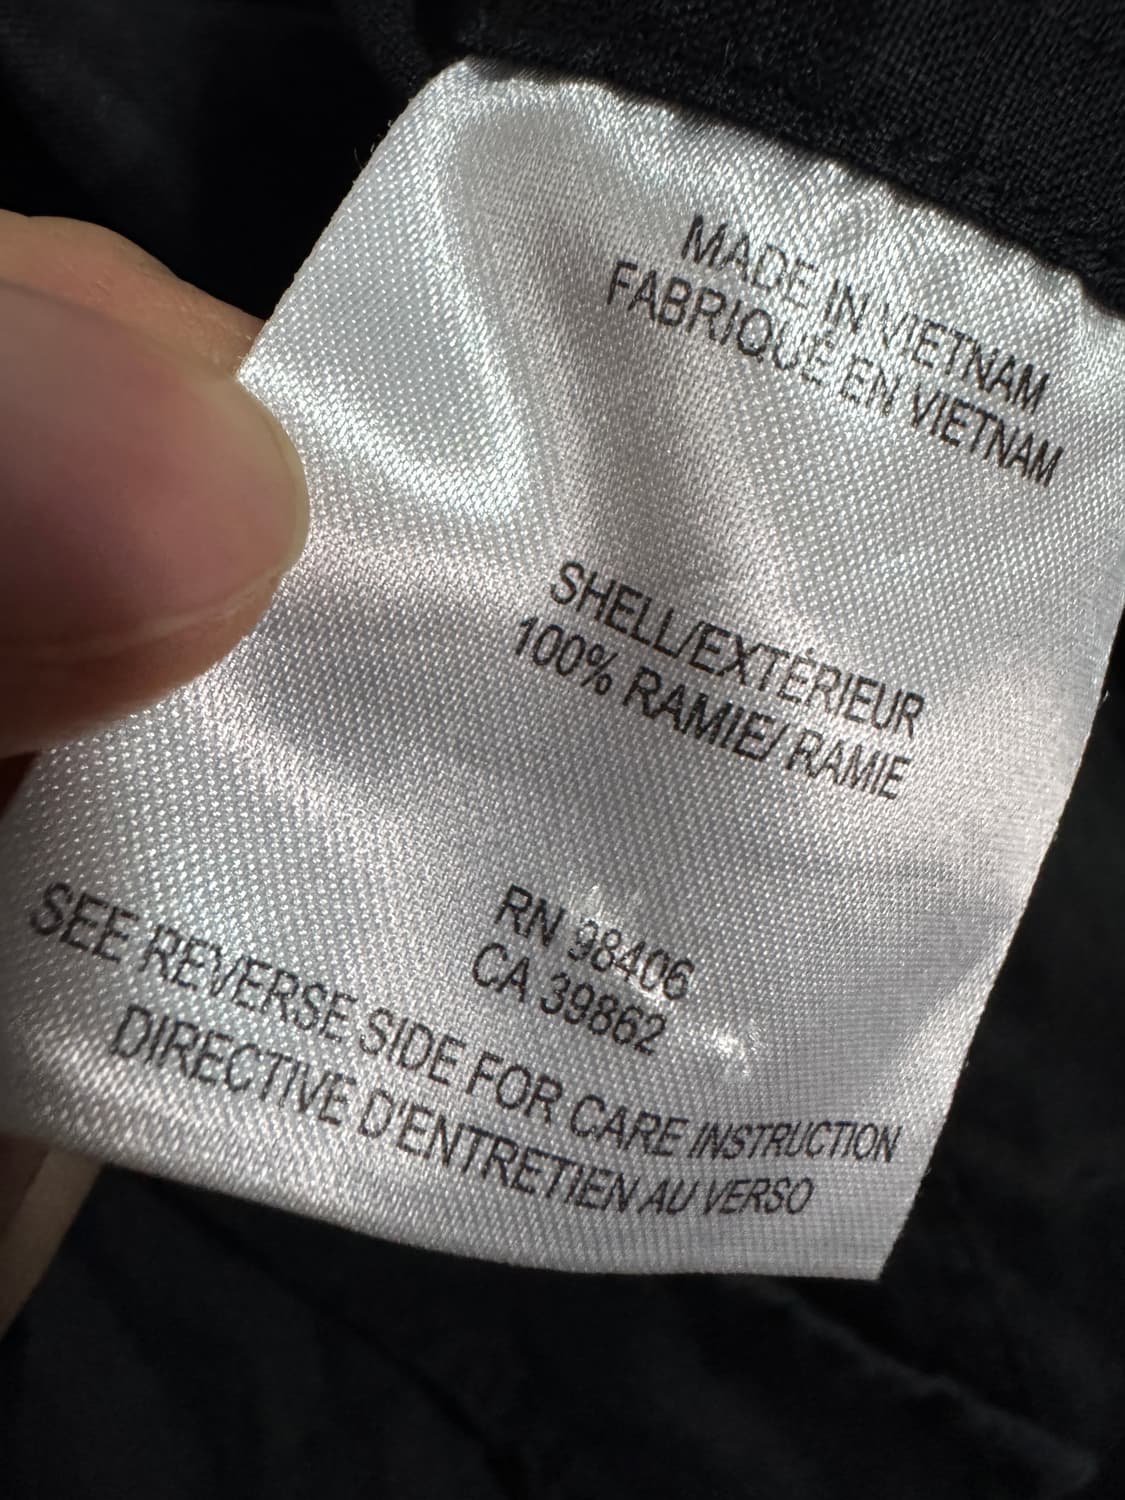 MADE IN VIETNAM
FABRIQUÉ EN VIETNAM
SHELL/EXTÉRIEUR
100% RAMIE/ RAMIE
RN 98406
CA 39862
SEE REVERSE SIDE FOR CARE INSTRUCTION
DIRECTIVE D'ENTRETIEN AU VERSO